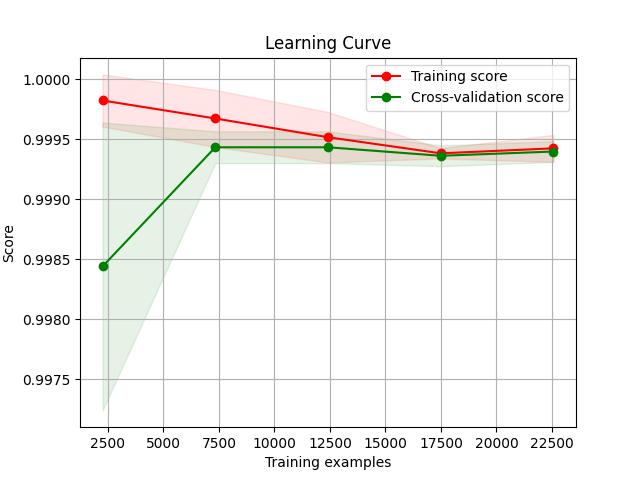 Learning Curve
Training score
Cross-validation score
1.0000
0.9995
0.9990
0.9985
0.9980
0.9975
Score
2500 5000 7500 10000 12500 15000 17500 20000 22500
Training examples